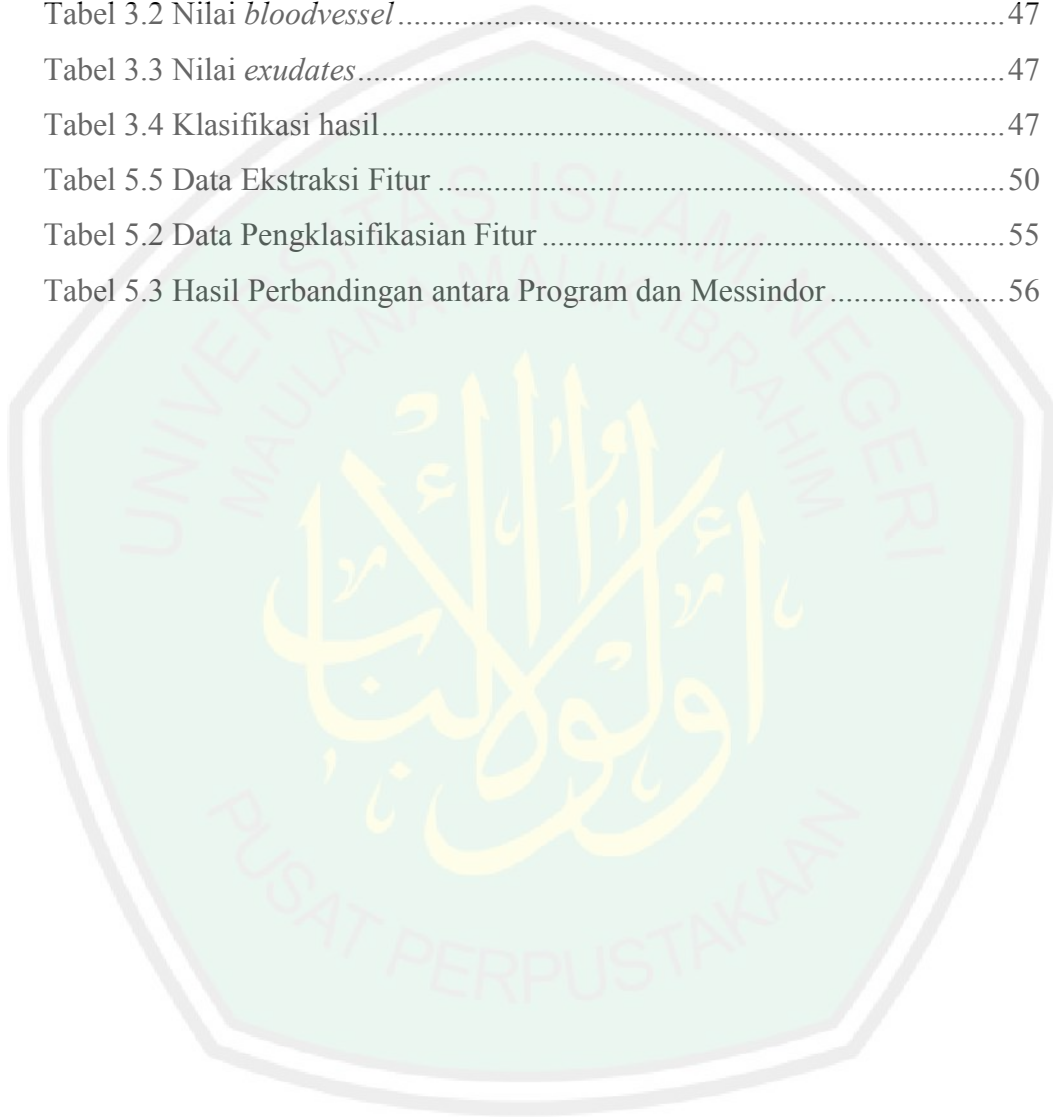 Tabel 3.2 Nilai bloodvessel.......................................................................47
Tabel 3.3 Nilai exudates............................................................................47
Tabel 3.4 Klasifikasi hasil.........................................................................47
Tabel 5.5 Data Ekstraksi Fitur..................................................................50
Tabel 5.2 Data Pengklasifikasian Fitur......................................................55
Tabel 5.3 Hasil Perbandingan antara Program dan Messindor.....................56
UNIVERSITAS ISLAM NEGERI
MAULANA MALIK IBRAHIM
أولوا الألباب
PUSAT PERPUSTAKAAN